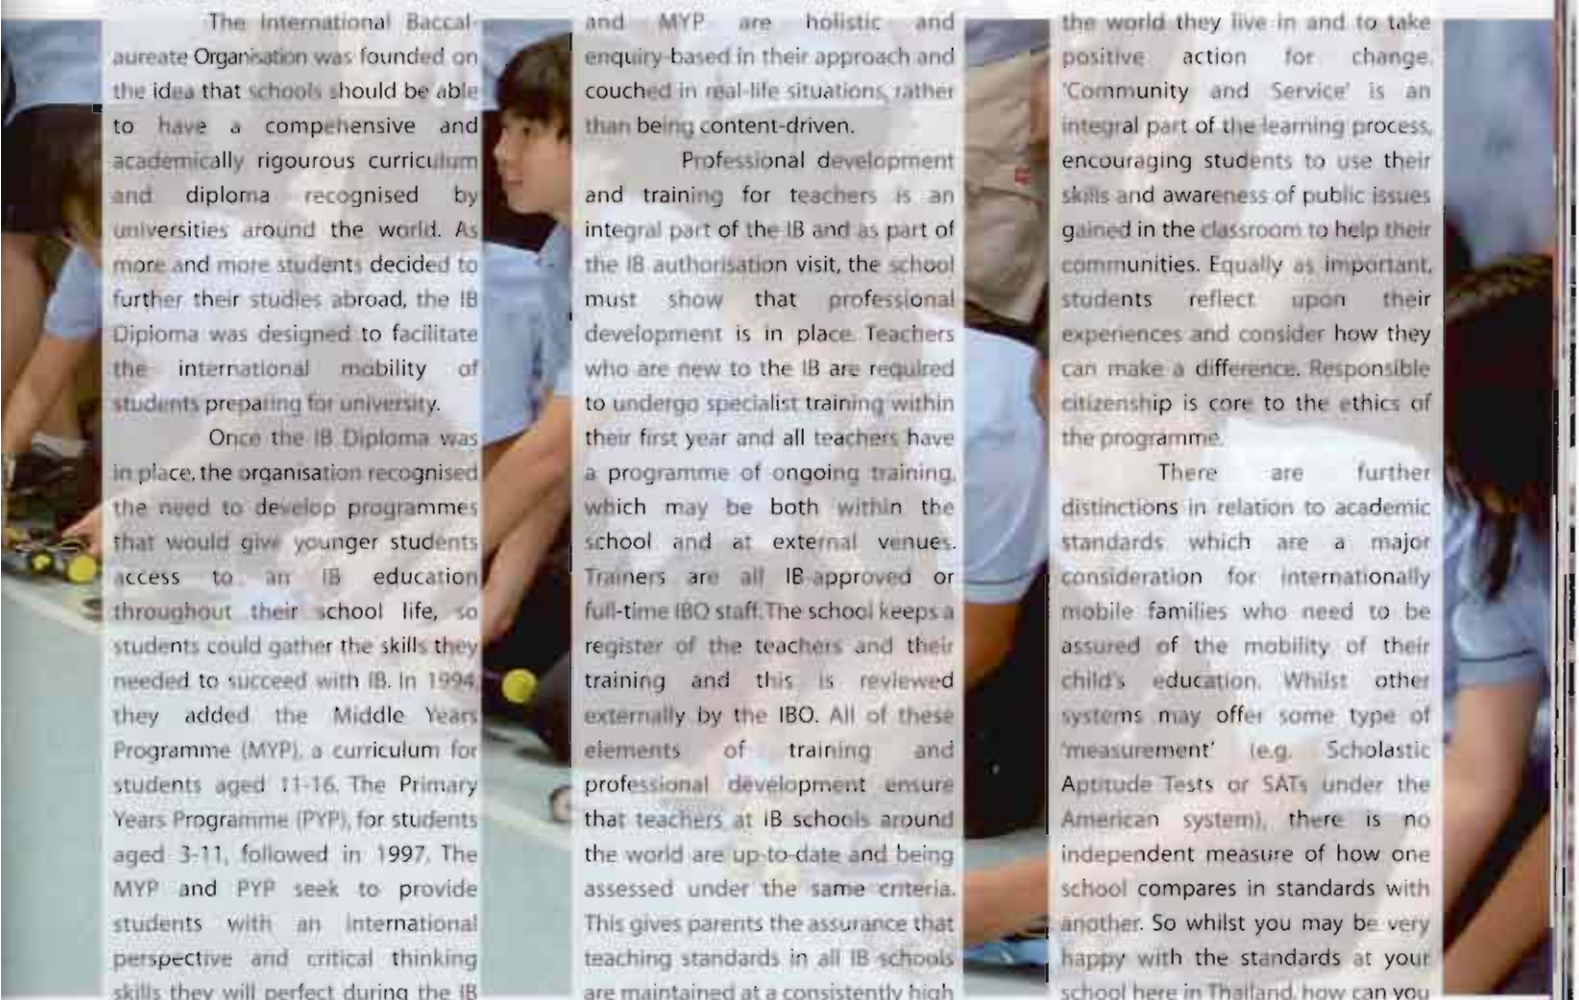 The International Baccal-
aureate Organisation was founded on
the idea that schools should be able
to have a compehensive and
academically rigourous curriculum
and diploma recognised by
universities around the world. As
more and more students decided to
further their studies abroad, the IB
Diploma was designed to facilitate
the international mobility of
students preparing for university.
Once the IB Diploma was
in place, the organisation recognised
the need to develop programmes
that would give younger students
access to an IB education
throughout their school life, so
students could gather the skills they
needed to succeed with IB. In 1994,
they added the Middle Years
Programme (MYP), a curriculum for
students aged 11-16. The Primary
Years Programme (PYP), for students
aged 3-11, followed in 1997. The
MYP and PYP seek to provide
students with an international
perspective and critical thinking
skills they will perfect during the IB
and MYP are holistic and
enquiry-based in their approach and
couched in real-life situations, rather
than being content-driven.
Professional development
and training for teachers is an
integral part of the IB and as part of
the IB authorisation visit, the school
must show that professional
development is in place. Teachers
who are new to the IB are required
to undergo specialist training within
their first year and all teachers have
a programme of ongoing training,
which may be both within the
school and at external venues.
Trainers are all IB-approved or
full-time IBO staff. The school keeps a
register of the teachers and their
training and this is reviewed
externally by the IBO. All of these
elements of training and
professional development ensure
that teachers at IB schools around
the world are up-to-date and being
assessed under the same criteria.
This gives parents the assurance that
teaching standards in all IB schools
are maintained at a consistently high
the world they live in and to take
positive action for change.
'Community and Service' is an
integral part of the learning process,
encouraging students to use their
skills and awareness of public issues
gained in the classroom to help their
communities. Equally as important,
students reflect upon their
experiences and consider how they
can make a difference. Responsible
citizenship is core to the ethics of
the programme.
There are further
distinctions in relation to academic
standards which are a major
consideration for internationally
mobile families who need to be
assured of the mobility of their
child's education. Whilst other
systems may offer some type of
'measurement' (e.g. Scholastic
Aptitude Tests or SATs under the
American system), there is no
independent measure of how one
school compares in standards with
another. So whilst you may be very
happy with the standards at your
school here in Thailand, how can you